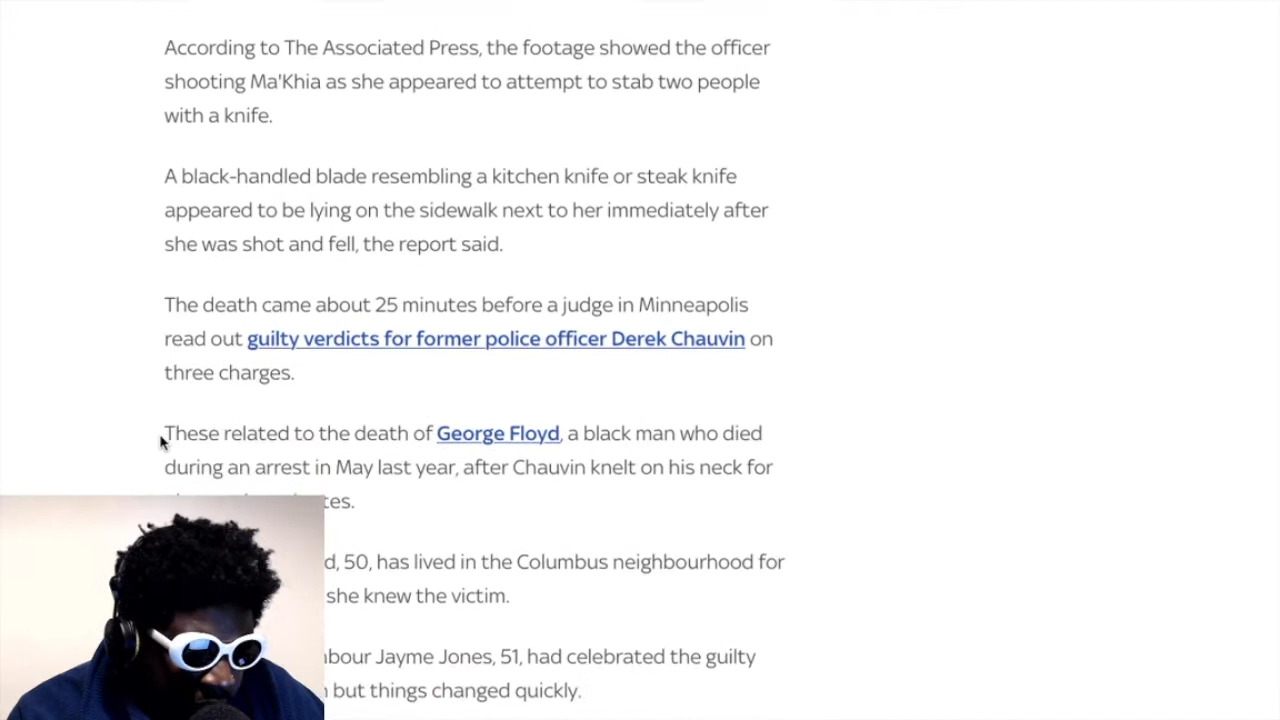 According to The Associated Press, the footage showed the officer
shooting Ma'Khia as she appeared to attempt to stab two people
with a knife.
A black-handled blade resembling a kitchen knife or steak knife
appeared to be lying on the sidewalk next to her immediately after
she was shot and fell, the report said.
The death came about 25 minutes before a judge in Minneapolis
read out guilty verdicts for former police officer Derek Chauvin on
three charges.
These related to the death of George Floyd, a black man who died
during an arrest in May last year, after Chauvin knelt on his neck for
tes.
d, 50, has lived in the Columbus neighbourhood for
she knew the victim.
bour Jayme Jones, 51, had celebrated the guilty
but things changed quickly.